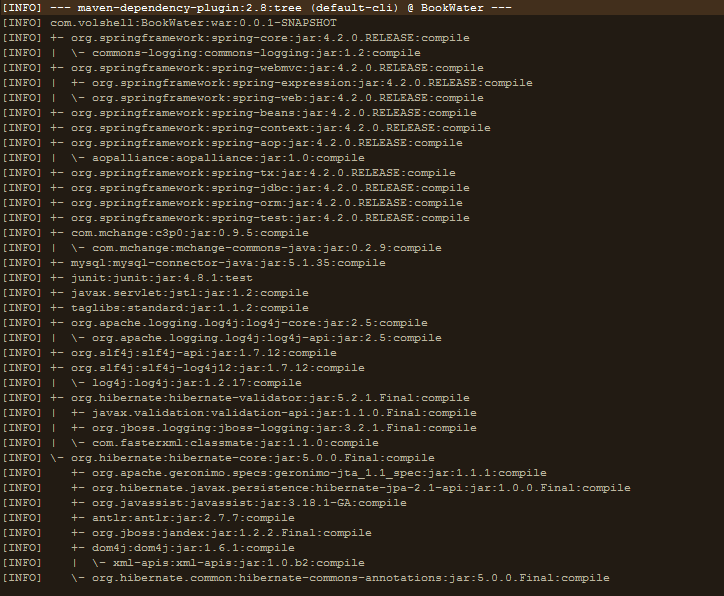 [INFO] --- maven-dependency-plugin:2.8:tree (default-cli) @ BookWater ---
[INFO] com.volshell:BookWater:war:0.0.1-SNAPSHOT
[INFO] +- org.springframework:spring-core:jar:4.2.0.RELEASE:compile
[INFO] |  \- commons-logging:commons-logging:jar:1.2:compile
[INFO] +- org.springframework:spring-webmvc:jar:4.2.0.RELEASE:compile
[INFO] |  +- org.springframework:spring-expression:jar:4.2.0.RELEASE:compile
[INFO] |  \- org.springframework:spring-web:jar:4.2.0.RELEASE:compile
[INFO] +- org.springframework:spring-beans:jar:4.2.0.RELEASE:compile
[INFO] +- org.springframework:spring-context:jar:4.2.0.RELEASE:compile
[INFO] +- org.springframework:spring-aop:jar:4.2.0.RELEASE:compile
[INFO] |  \- aopalliance:aopalliance:jar:1.0:compile
[INFO] +- org.springframework:spring-tx:jar:4.2.0.RELEASE:compile
[INFO] +- org.springframework:spring-jdbc:jar:4.2.0.RELEASE:compile
[INFO] +- org.springframework:spring-orm:jar:4.2.0.RELEASE:compile
[INFO] +- org.springframework:spring-test:jar:4.2.0.RELEASE:compile
[INFO] +- com.mchange:c3p0:jar:0.9.5:compile
[INFO] |  \- com.mchange:mchange-commons-java:jar:0.2.9:compile
[INFO] +- mysql:mysql-connector-java:jar:5.1.35:compile
[INFO] +- junit:junit:jar:4.8.1:test
[INFO] +- javax.servlet:jstl:jar:1.2:compile
[INFO] +- taglibs:standard:jar:1.1.2:compile
[INFO] +- org.apache.logging.log4j:log4j-core:jar:2.5:compile
[INFO] |  \- org.apache.logging.log4j:log4j-api:jar:2.5:compile
[INFO] +- org.slf4j:slf4j-api:jar:1.7.12:compile
[INFO] +- org.slf4j:slf4j-log4j12:jar:1.7.12:compile
[INFO] |  \- log4j:log4j:jar:1.2.17:compile
[INFO] +- org.hibernate:hibernate-validator:jar:5.2.1.Final:compile
[INFO] |  +- javax.validation:validation-api:jar:1.1.0.Final:compile
[INFO] |  +- org.jboss.logging:jboss-logging:jar:3.2.1.Final:compile
[INFO] |  \- com.fasterxml:classmate:jar:1.1.0:compile
[INFO] \- org.hibernate:hibernate-core:jar:5.0.0.Final:compile
[INFO]    +- org.apache.geronimo.specs:geronimo-jta_1.1_spec:jar:1.1.1:compile
[INFO]    +- org.hibernate.javax.persistence:hibernate-jpa-2.1-api:jar:1.0.0.Final:compile
[INFO]    +- org.javassist:javassist:jar:3.18.1-GA:compile
[INFO]    +- antlr:antlr:jar:2.7.7:compile
[INFO]    +- org.jboss:jandex:jar:1.2.2.Final:compile
[INFO]    +- dom4j:dom4j:jar:1.6.1:compile
[INFO]    |  \- xml-apis:xml-apis:jar:1.0.b2:compile
[INFO]    \- org.hibernate.common:hibernate-commons-annotations:jar:5.0.0.Final:compile